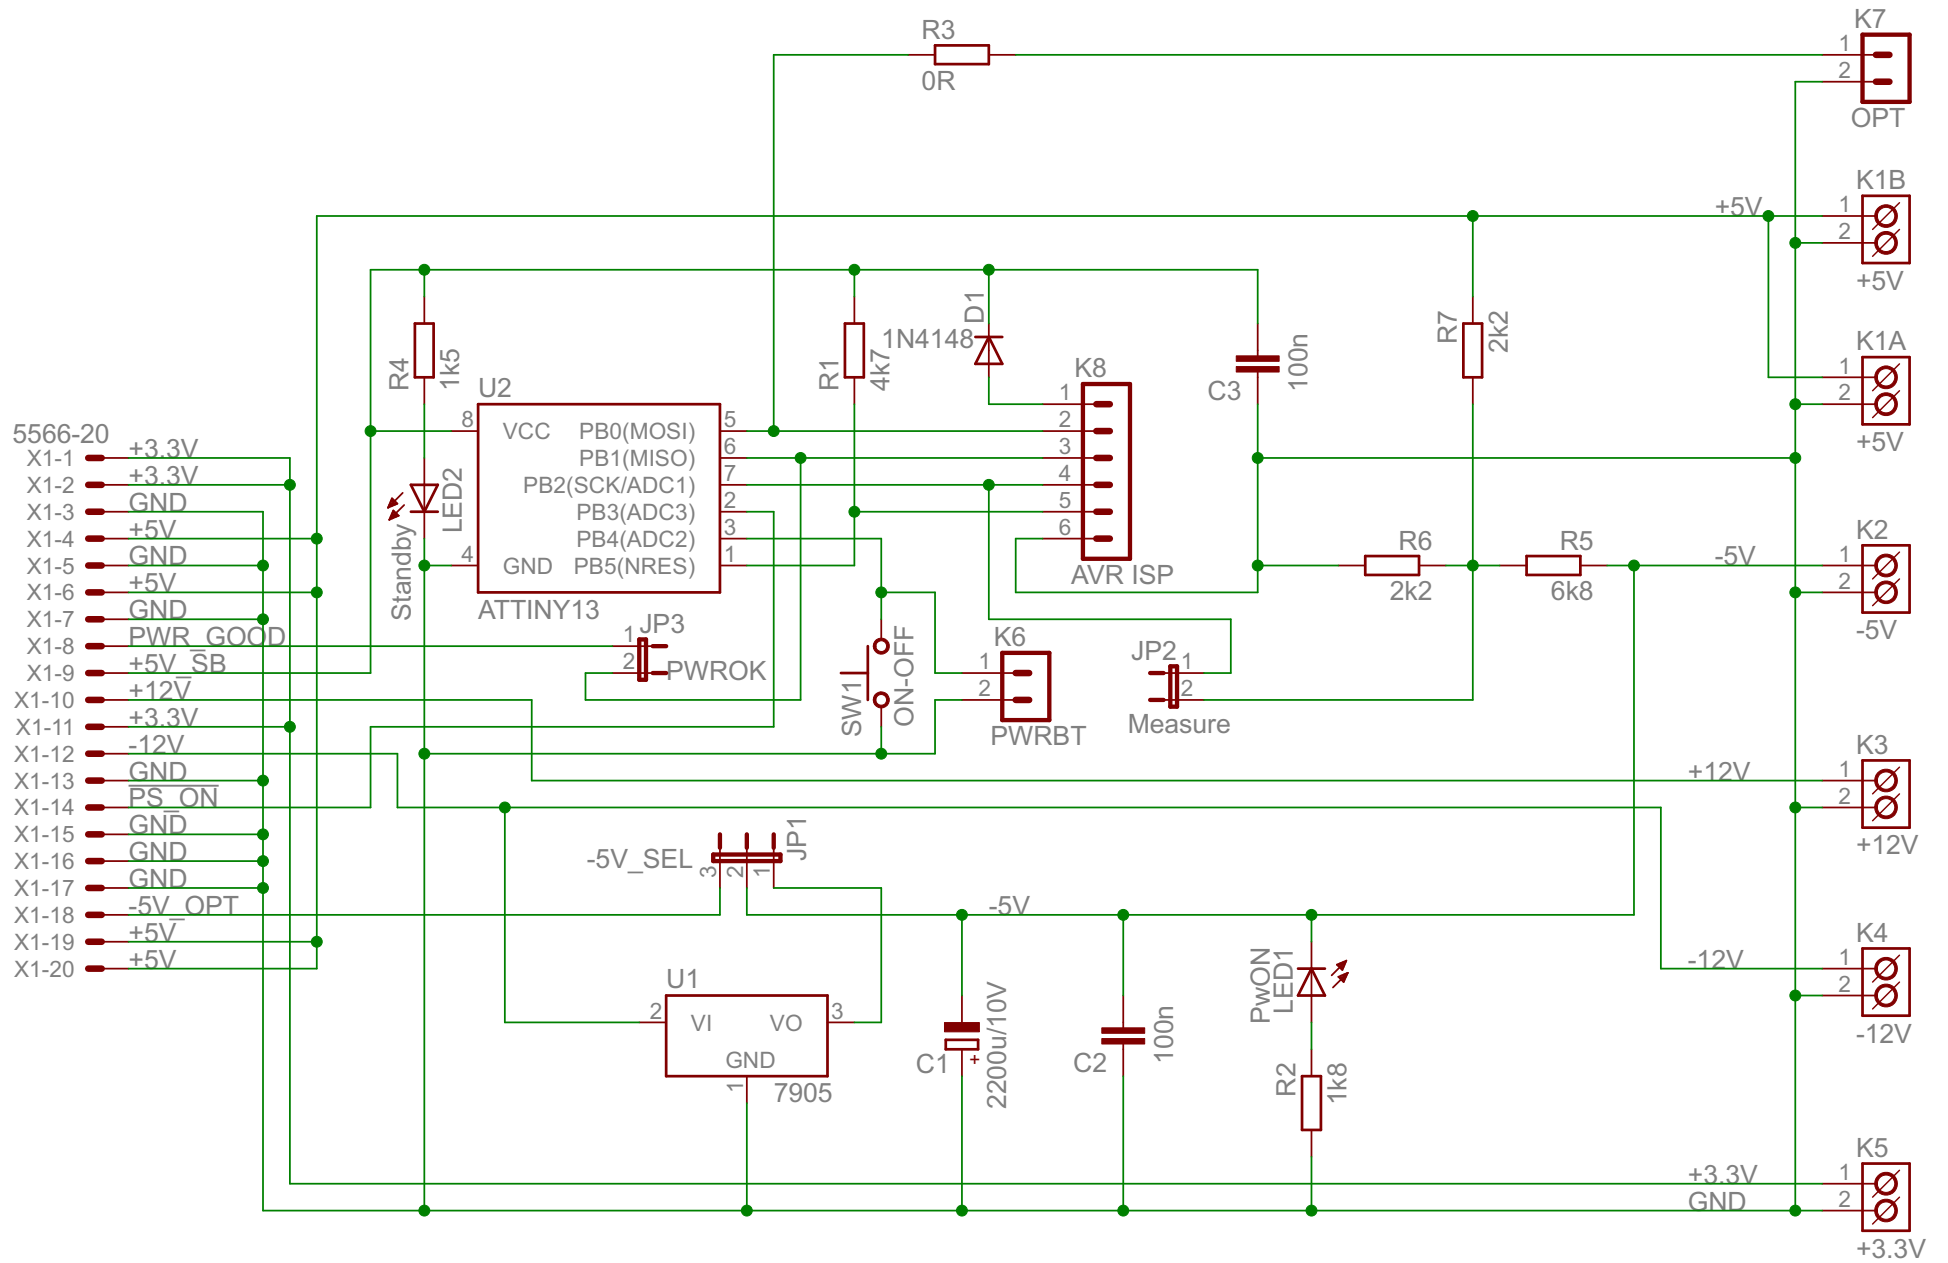 R3
0R
K7
1
2
OPT
K1B
+5V
1
2
+5V
K1A
1
2
+5V
R4
1k5
R1
4k7
D1
1N4148
C3
100n
R7
2k2
K8
1
2
3
4
5
6
AVR ISP
U2
8 VCC PB0(MOSI) 5
PB1(MISO) 6
PB2(SCK/ADC1) 7
PB3(ADC3) 2
PB4(ADC2) 3
4 GND PB5(NRES) 1
ATTINY13
LED2
Standby
5566-20
X1-1 +3.3V
X1-2 +3.3V
X1-3 GND
X1-4 +5V
X1-5 GND
X1-6 +5V
X1-7 GND
X1-8 PWR_GOOD
X1-9 +5V_SB
X1-10 +12V
X1-11 +3.3V
X1-12 -12V
X1-13 GND
X1-14 PS_ON
X1-15 GND
X1-16 GND
X1-17 GND
X1-18 -5V_OPT
X1-19 +5V
X1-20 +5V
JP3
1
2
PWROK
SW1
ON-OFF
K6
1
2
PWRBT
JP2
1
2
Measure
R6
2k2
R5
6k8
K2
-5V
1
2
-5V
K3
+12V
1
2
+12V
-5V_SEL
JP1
3
2
1
-5V
K4
-12V
1
2
-12V
U1
2 VI VO 3
GND
1
7905
C1
+
2200u/10V
C2
100n
PwON
LED1
R2
1k8
K5
+3.3V
1
GND
2
+3.3V